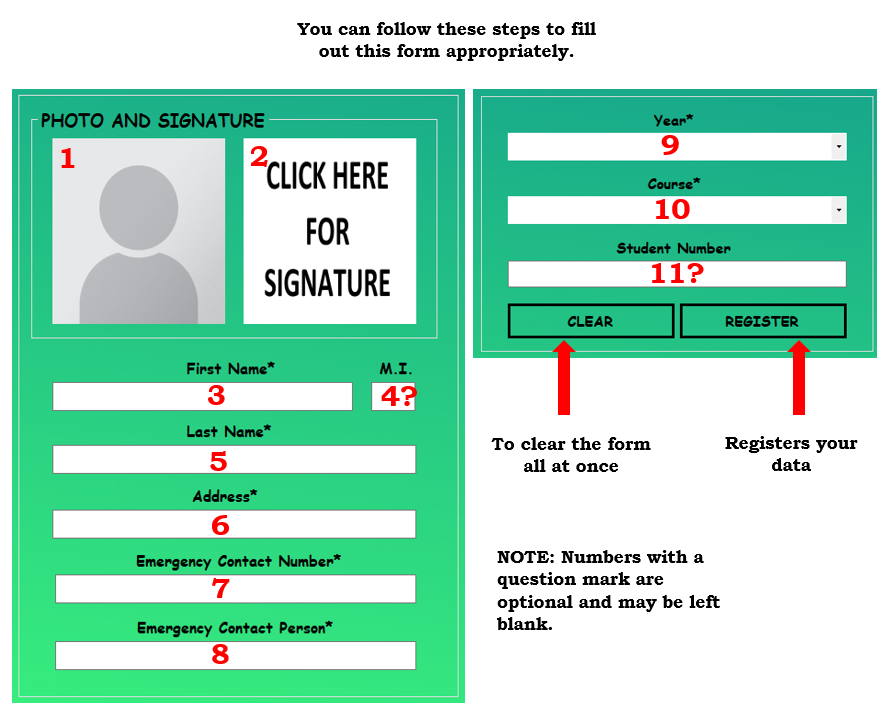 You can follow these steps to fill
out this form appropriately.
PHOTO AND SIGNATURE
1
2
CLICK HERE
FOR
SIGNATURE
First Name*
3
M.I.
4?
Last Name*
5
Address*
6
Emergency Contact Number*
7
Emergency Contact Person*
8
Year*
9
Course*
10
Student Number
11?
CLEAR
REGISTER
To clear the form
all at once
Registers your
data
NOTE: Numbers with a
question mark are
optional and may be left
blank.